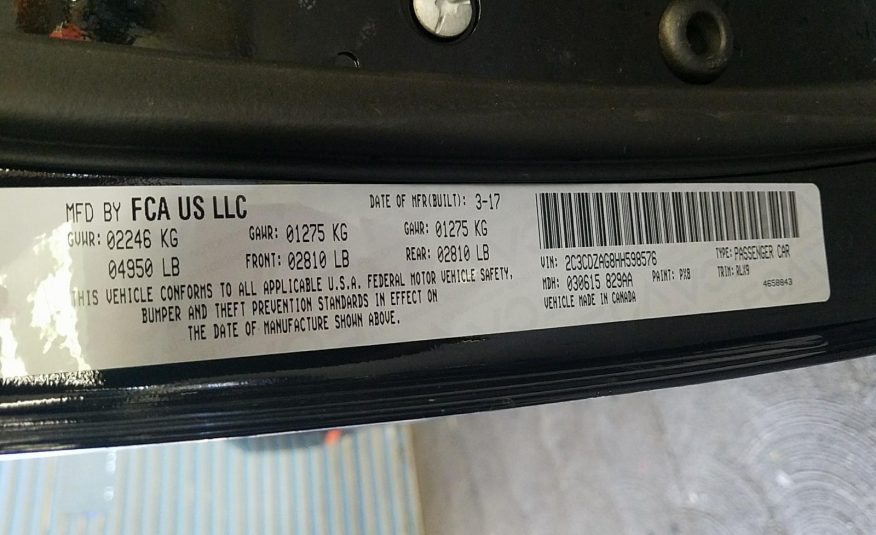 MFD BY FCA US LLC
DATE OF MFR(BUILT): 3-17
GVWR: 02246 KG GAWR: 01275 KG GAWR: 01275 KG
04950 LB FRONT: 02810 LB REAR: 02810 LB
THIS VEHICLE CONFORMS TO ALL APPLICABLE U.S.A. FEDERAL MOTOR VEHICLE SAFETY,
BUMPER AND THEFT PREVENTION STANDARDS IN EFFECT ON
THE DATE OF MANUFACTURE SHOWN ABOVE.
VIN: 2C3CDZAG8HH598576 TYPE: PASSENGER CAR
MDH: 030615 829AA PAINT: PX8 TRIM: RLX9
VEHICLE MADE IN CANADA 4658843